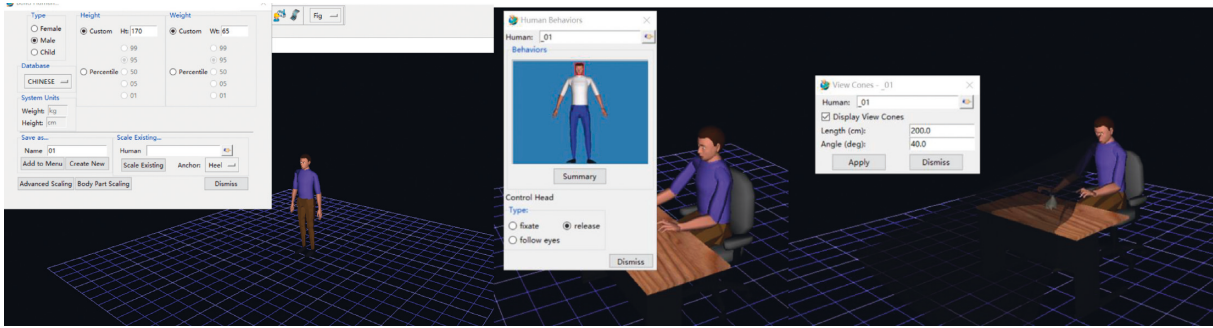 Type
Female
Male
Child
Height
Custom Ht: 170
99
95
Percentile 50
05
01
Weight
Custom Wt: 65
99
95
Percentile 50
05
01
Database
CHINESE
System Units
Weight: kg
Height: cm
Save as...
Name 01
Add to Menu Create New
Scale Existing...
Human
Scale Existing Anchor: Heel
Advanced Scaling Body Part Scaling Dismiss
Fig
Human Behaviors
Human: _01
Behaviors
Summary
Control Head
Type:
fixate release
follow eyes
Dismiss
View Cones - _01
Human: _01
Display View Cones
Length (cm): 200.0
Angle (deg): 40.0
Apply Dismiss